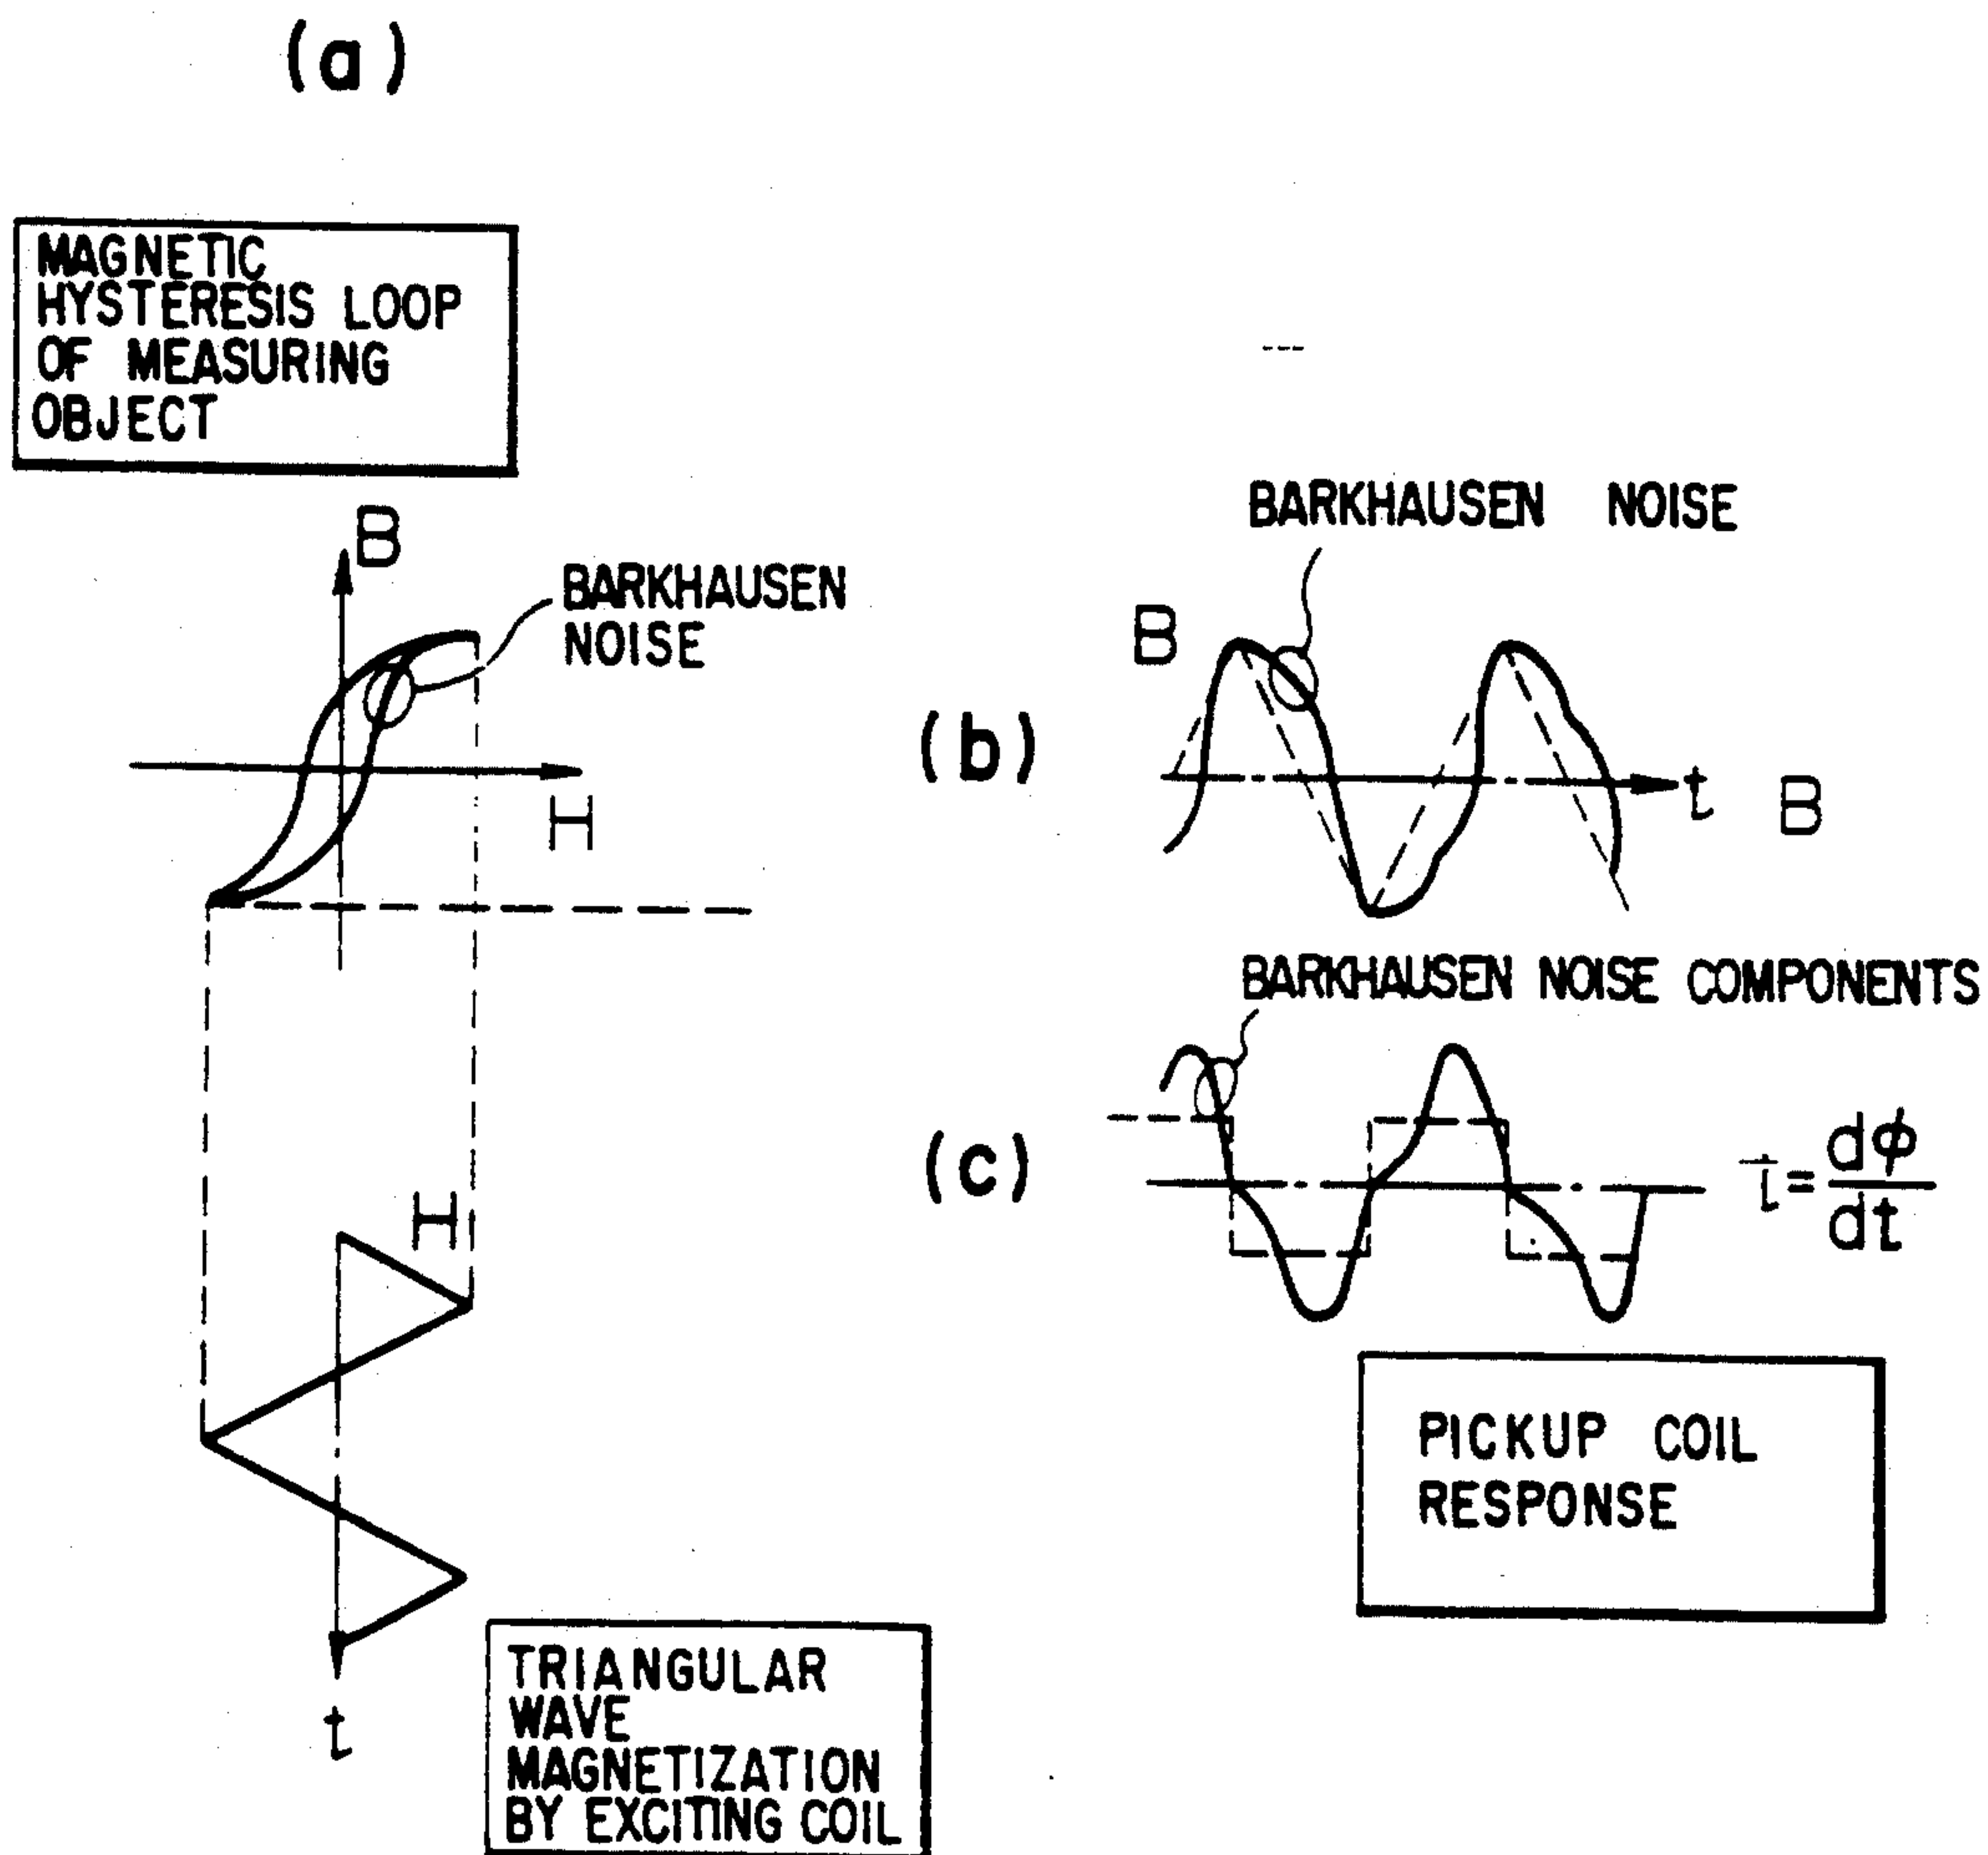 (a)
MAGNETIC
HYSTERESIS LOOP
OF MEASURING
OBJECT
B
BARKHAUSEN
NOISE
H
H
t
TRIANGULAR
WAVE
MAGNETIZATION
BY EXCITING COIL
BARKHAUSEN NOISE
B
(b)
t
B
BARKHAUSEN NOISE COMPONENTS
(c)
i = dϕ
dt
PICKUP COIL
RESPONSE